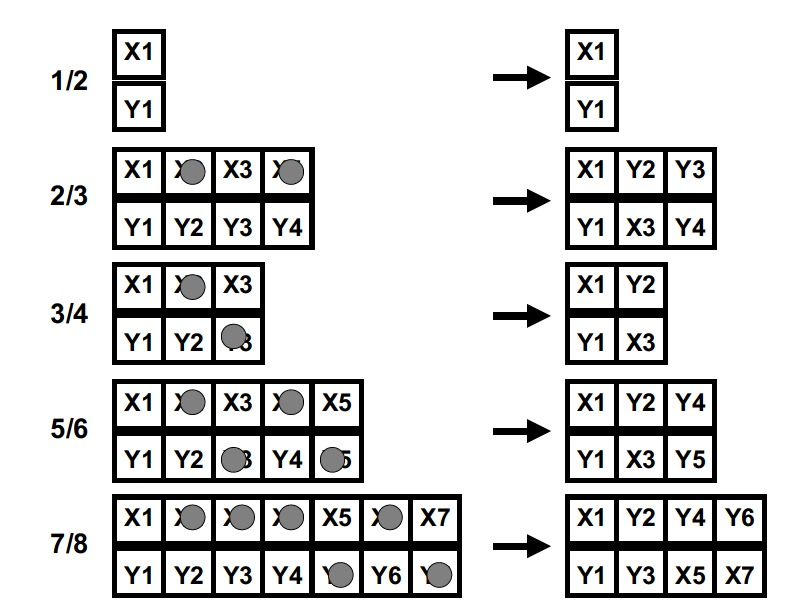 1/2
X1 X1
Y1 Y1
2/3
X1 X3 X1 Y2 Y3
Y1 Y2 Y3 Y4 Y1 X3 Y4
3/4
X1 X3 X1 Y2
Y1 Y2 Y1 X3
5/6
X1 X3 X5 X1 Y2 Y4
Y1 Y2 Y4 Y1 X3 Y5
7/8
X1 X5 X7 X1 Y2 Y4 Y6
Y1 Y2 Y3 Y4 Y6 Y1 Y3 X5 X7